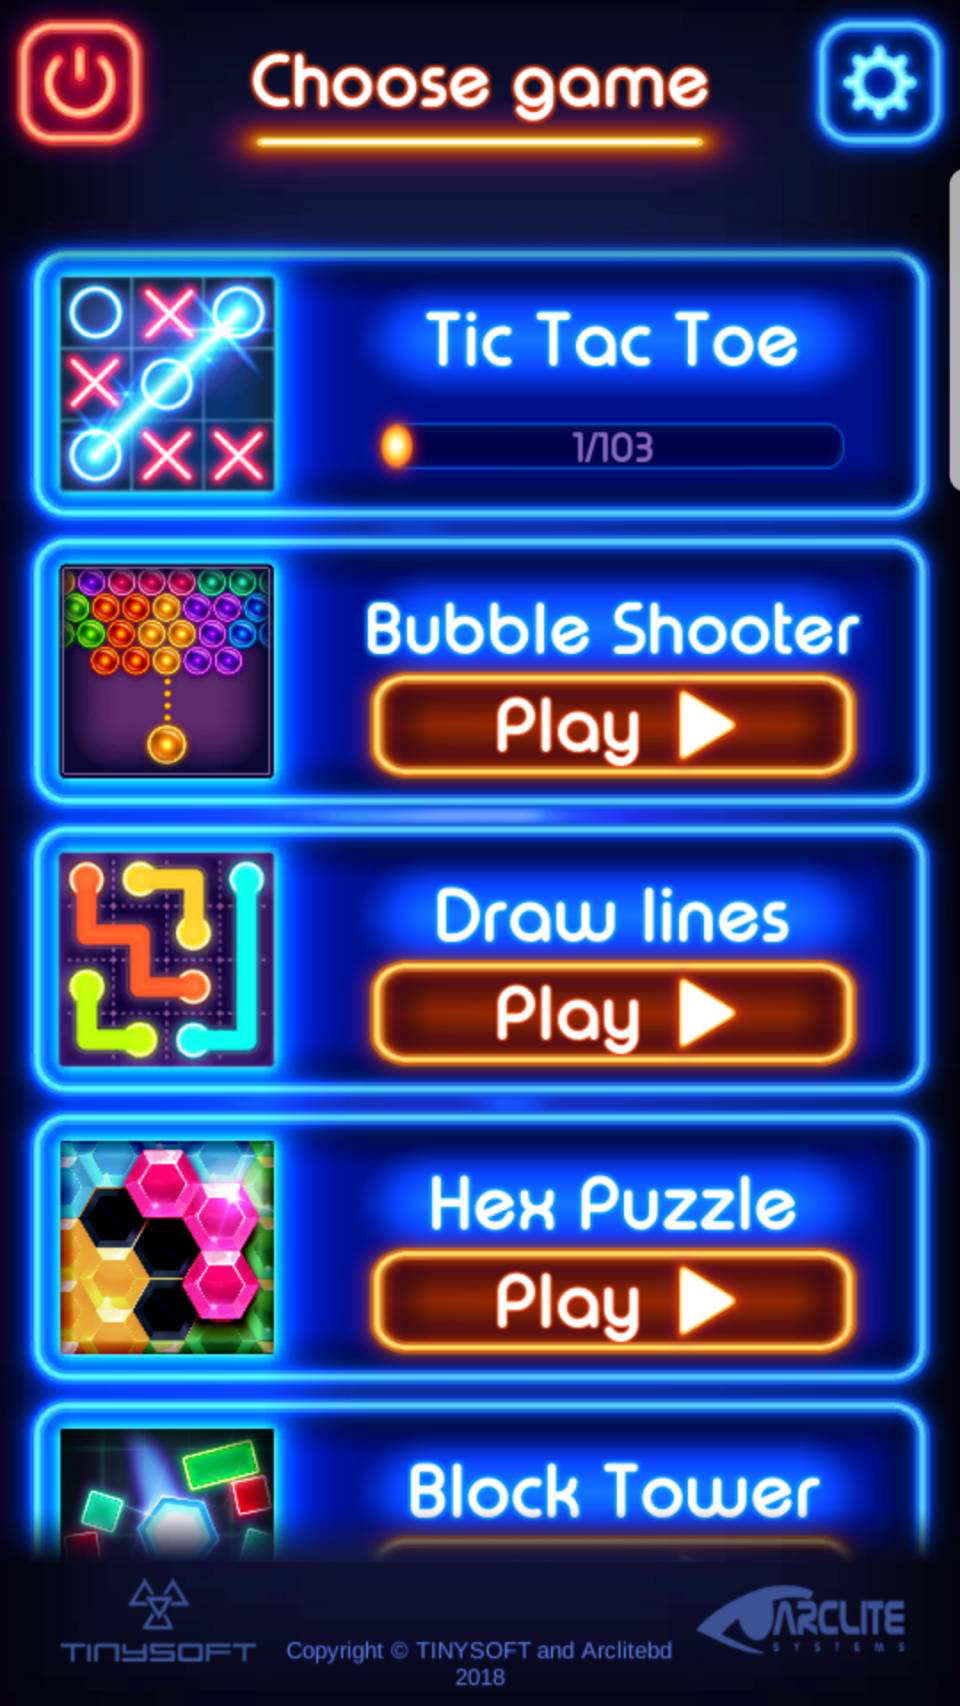 Choose game
Tic Tac Toe
1/103
Bubble Shooter
Play
Draw lines
Play
Hex Puzzle
Play
Block Tower
TINYSOFT
Copyright © TINYSOFT and Arclitebd
2018
ARCLITE
SYSTEMS